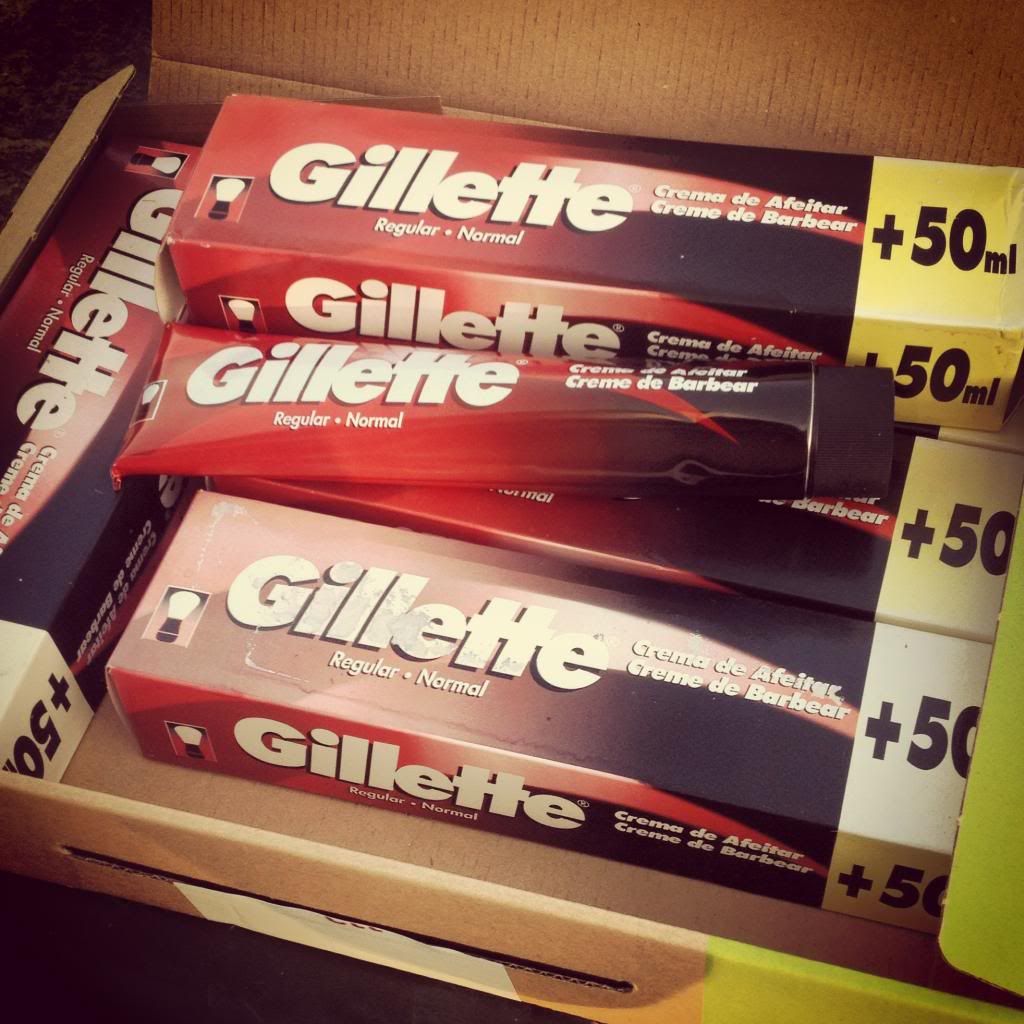 Gillette®
Regular • Normal
Crema de Afeitar
Creme de Barbear
+50ml
Gillette®
Crema de Afeitar
+50ml
Gillette®
Regular • Normal
Crema de Afeitar
Creme de Barbear
Gillette
Regular • Normal
Gillette®
Crema de
Creme de
Creme de Barbear
+50
Normal
de Barbear
+50
Gillette
Regular • Normal
Crema de Afeitar
Creme de Barbear
+50
Gillette®
Regular • Normal
Crema de Afeitar
Creme de Barbear
+50